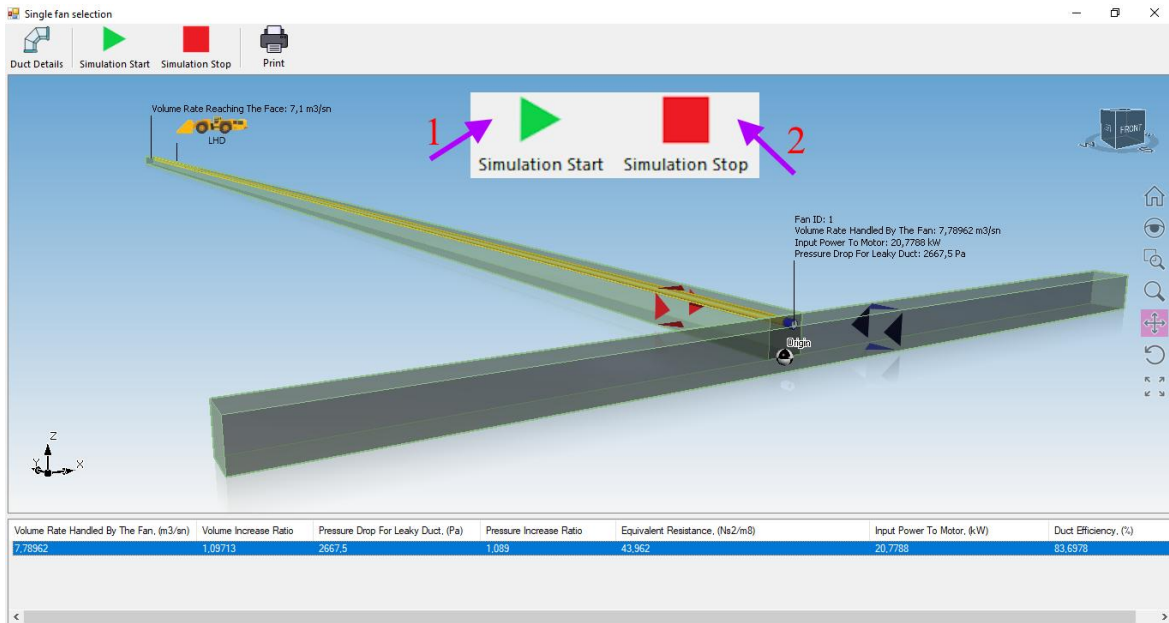 Single fan selection
Duct Details
Simulation Start
Simulation Stop
Print
Volume Rate Reaching The Face: 7,1 m3/sn
LHD
1
2
Simulation Start
Simulation Stop
FRONT
Fan ID: 1
Volume Rate Handled By The Fan: 7,78962 m3/sn
Input Power To Motor: 20,7788 kW
Pressure Drop For Leaky Duct: 2667,5 Pa
Origin
Z
Y
X
Volume Rate Handled By The Fan, (m3/sn) Volume Increase Ratio Pressure Drop For Leaky Duct, (Pa) Pressure Increase Ratio Equivalent Resistance, (Ns2/m8) Input Power To Motor, (kW) Duct Efficiency, (%)
7,78962 1,09713 2667,5 1,089 43,962 20,7788 83,6978